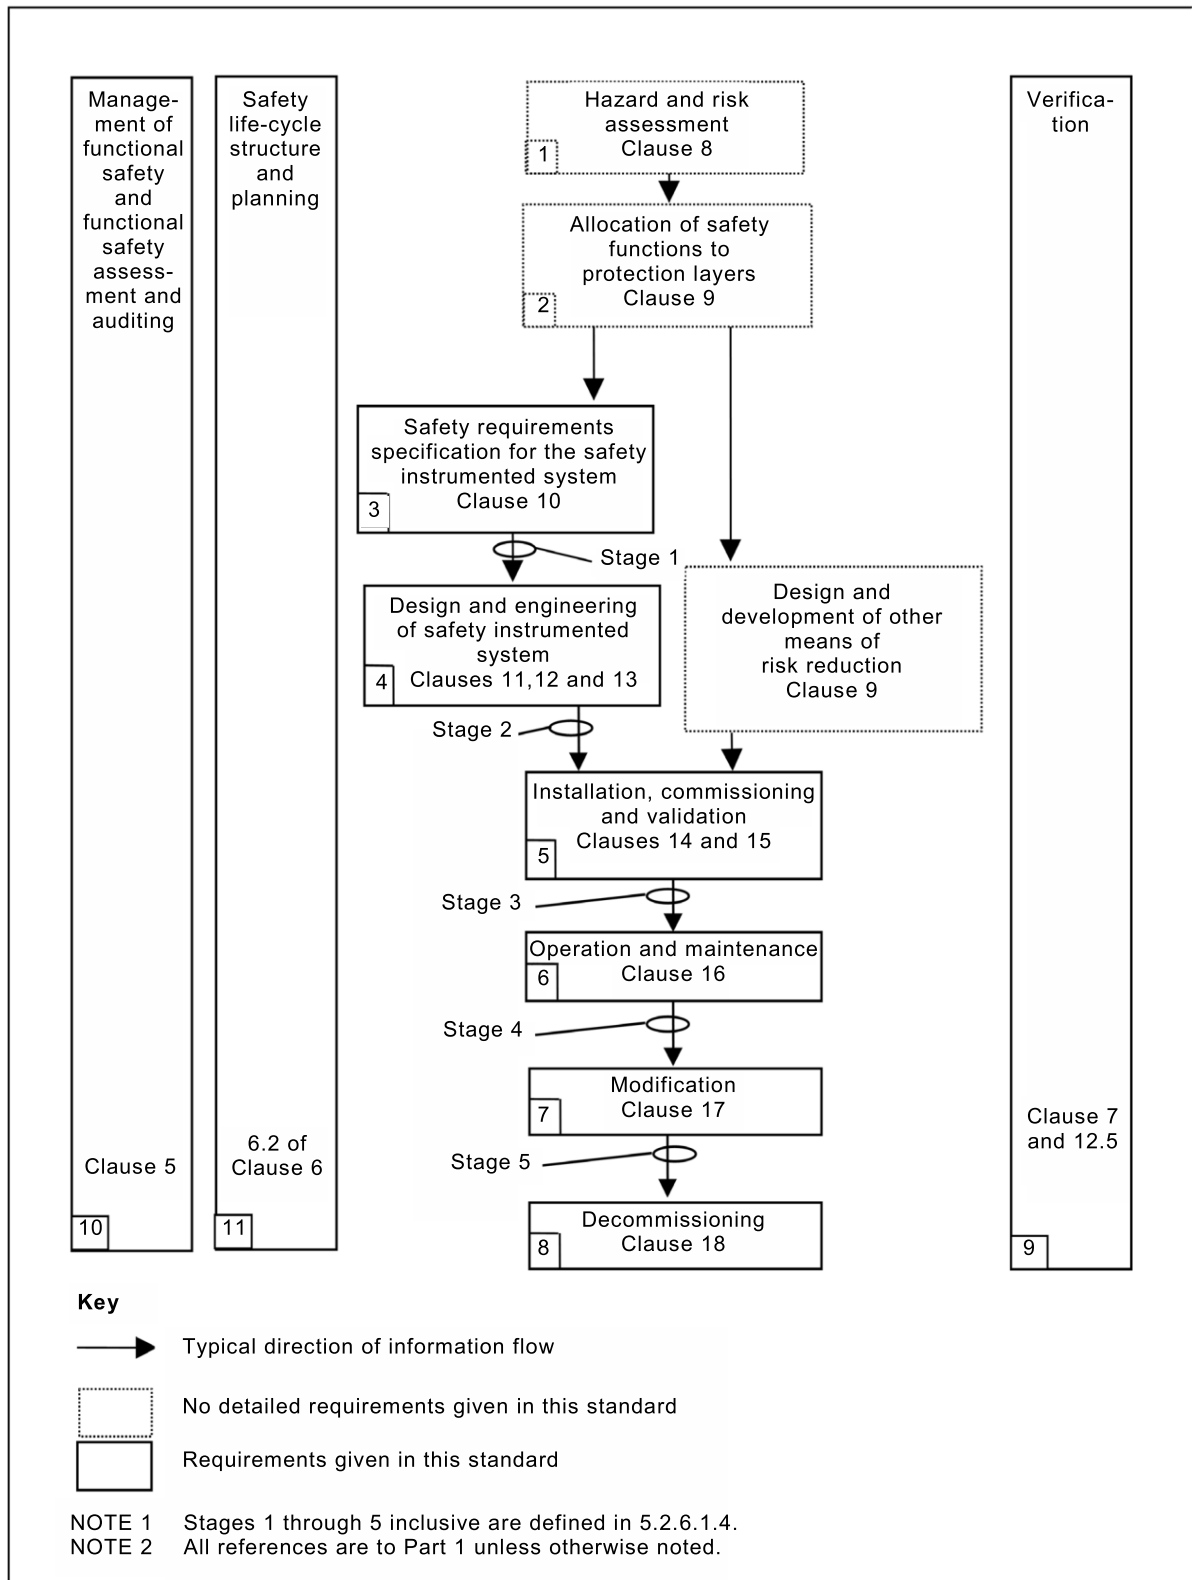 Manage-
ment of
functional
safety
and
functional
safety
assess-
ment and
auditing
Clause 5
10
Safety
life-cycle
structure
and
planning
6.2 of
Clause 6
11
Hazard and risk
assessment
Clause 8
1
Allocation of safety
functions to
protection layers
Clause 9
2
Safety requirements
specification for the safety
instrumented system
Clause 10
3
Stage 1
Design and engineering
of safety instrumented
system
Clauses 11,12 and 13
4
Design and
development of other
means of
risk reduction
Clause 9
Stage 2
Installation, commissioning
and validation
Clauses 14 and 15
5
Stage 3
Operation and maintenance
Clause 16
6
Stage 4
Modification
Clause 17
7
Stage 5
Decommissioning
Clause 18
8
Verifica-
tion
Clause 7
and 12.5
9
Key
Typical direction of information flow
No detailed requirements given in this standard
Requirements given in this standard
NOTE 1 Stages 1 through 5 inclusive are defined in 5.2.6.1.4.
NOTE 2 All references are to Part 1 unless otherwise noted.